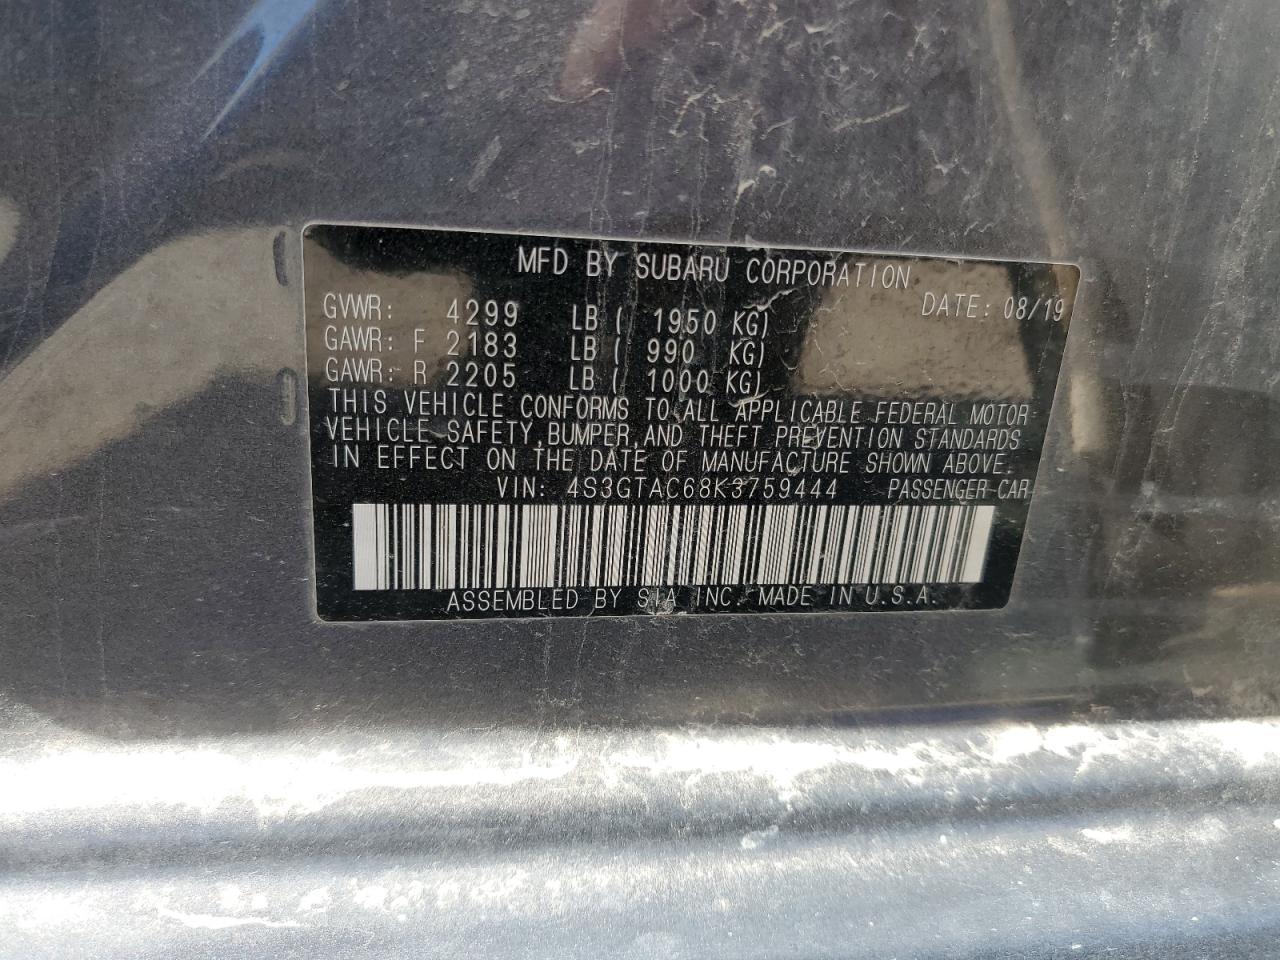 MFD BY SUBARU CORPORATION
DATE: 08/19
GVWR: 4299 LB ( 1950 KG)
GAWR: F 2183 LB ( 990 KG)
GAWR: R 2205 LB ( 1000 KG)
THIS VEHICLE CONFORMS TO ALL APPLICABLE FEDERAL MOTOR
VEHICLE SAFETY, BUMPER, AND THEFT PREVENTION STANDARDS
IN EFFECT ON THE DATE OF MANUFACTURE SHOWN ABOVE.
VIN: 4S3GTAC68K3759444 PASSENGER CAR
ASSEMBLED BY SIA INC. MADE IN U.S.A.